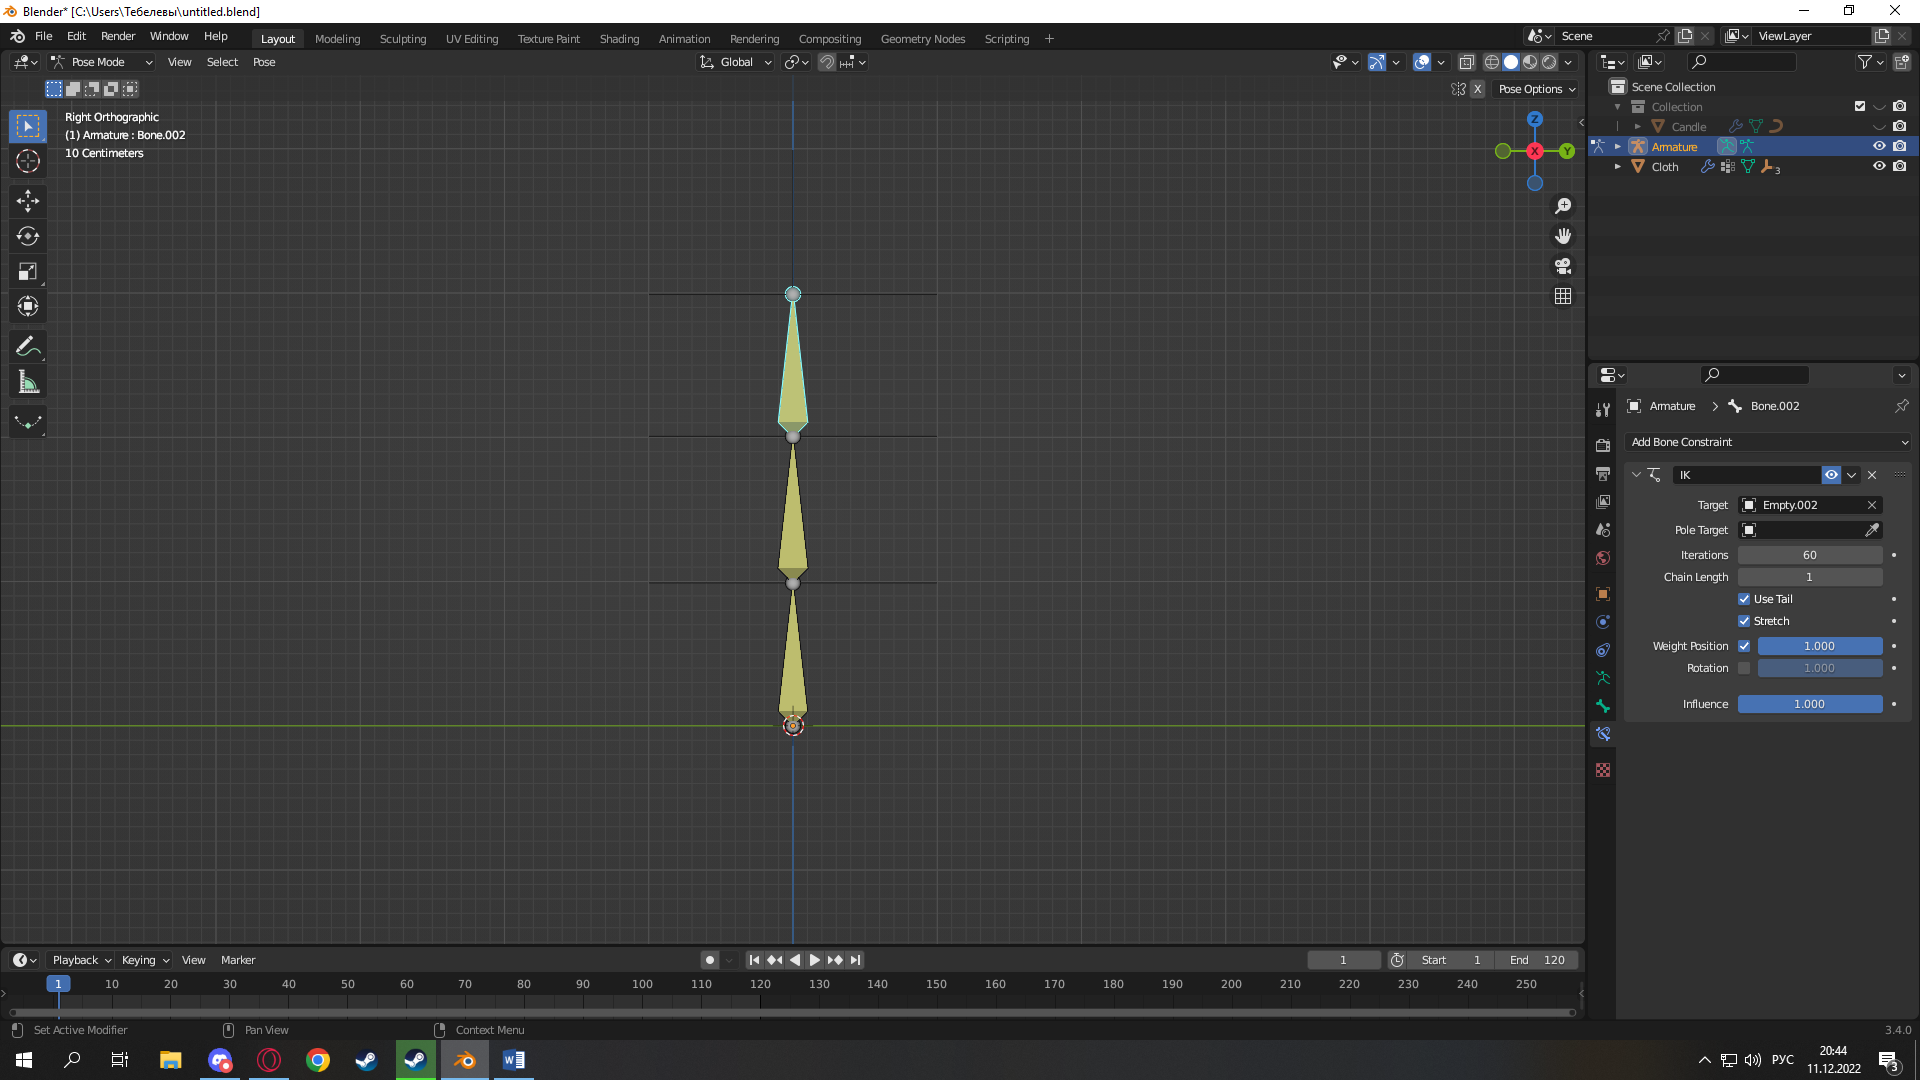 Blender* [C:\Users\Тебелевы\untitled.blend]
File Edit Render Window Help Layout Modeling Sculpting UV Editing Texture Paint Shading Animation Rendering Compositing Geometry Nodes Scripting + Scene ViewLayer
Pose Mode View Select Pose Global
X Pose Options
Right Orthographic
(1) Armature : Bone.002
10 Centimeters
Z
X
Y
Scene Collection
Collection
Candle
Armature
Cloth 3
Armature > Bone.002
Add Bone Constraint
IK
Target Empty.002
Pole Target
Iterations 60
Chain Length 1
Use Tail
Stretch
Weight Position 1.000
Rotation 1.000
Influence 1.000
Playback Keying View Marker 1 Start 1 End 120
1 10 20 30 40 50 60 70 80 90 100 110 120 130 140 150 160 170 180 190 200 210 220 230 240 250
Set Active Modifier Pan View Context Menu 3.4.0
РУС 20:44
11.12.2022 3